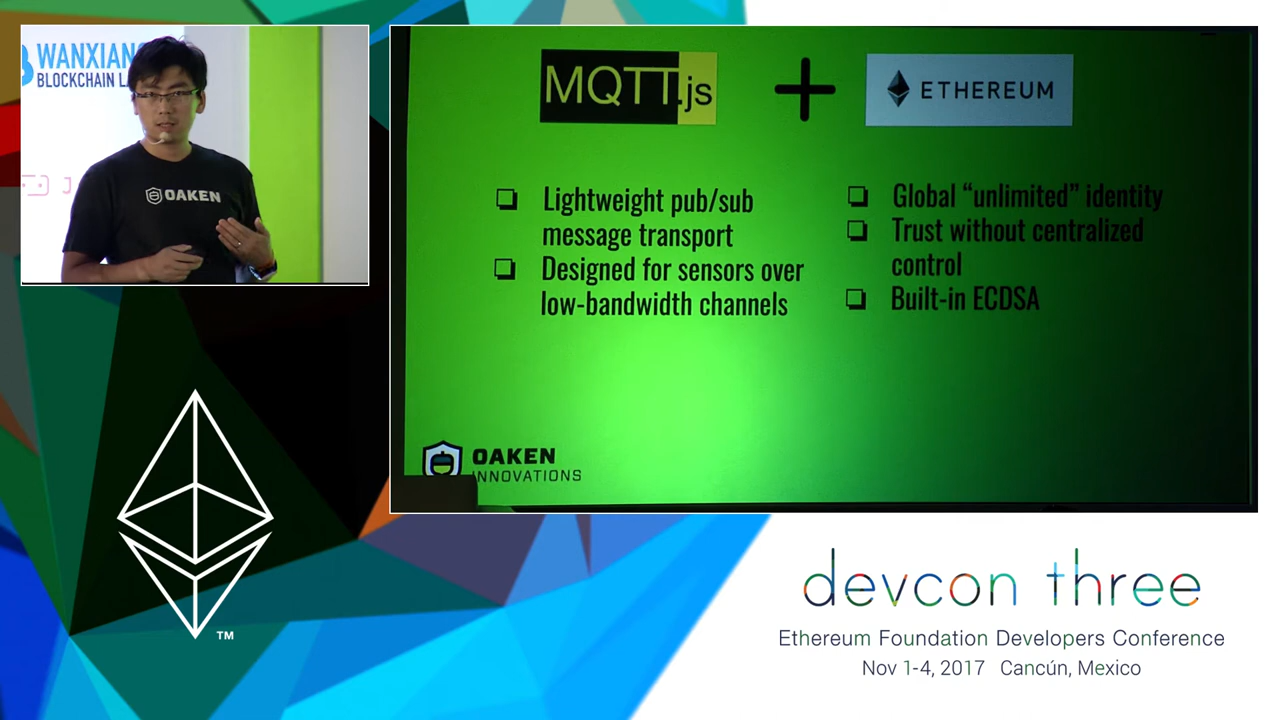 WANXIAN
BLOCKCHAIN LA
OAKEN
MQTT.js
ETHEREUM
Lightweight pub/sub
message transport
Designed for sensors over
low-bandwidth channels
Global “unlimited” identity
Trust without centralized
control
Built-in ECDSA
OAKEN
INNOVATIONS
TM
devcon three
Ethereum Foundation Developers Conference
Nov 1-4, 2017 Cancún, Mexico